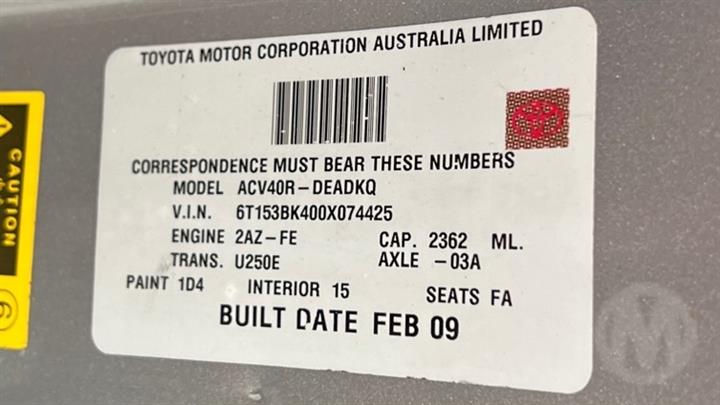 TOYOTA MOTOR CORPORATION AUSTRALIA LIMITED
CORRESPONDENCE MUST BEAR THESE NUMBERS
MODEL ACV40R-DEADKQ
V.I.N. 6T153BK400X074425
ENGINE 2AZ-FE CAP. 2362 ML.
TRANS. U250E AXLE -03A
PAINT 1D4 INTERIOR 15 SEATS FA
BUILT DATE FEB 09
CAUTION
6
M